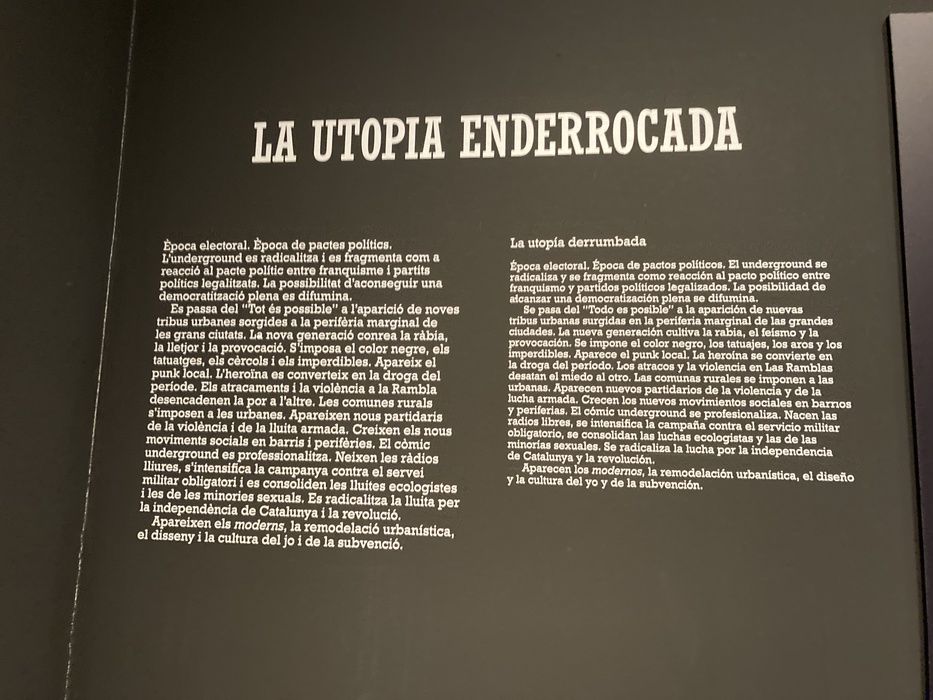 LA UTOPIA ENDERROCADA
Època electoral. Època de pactes polítics.
L'underground es radicalitza i es fragmenta com a
reacció al pacte polític entre franquisme i partits
polítics legalitzats. La possibilitat d'aconseguir una
democratització plena es difumina.
Es passa del "Tot és possible" a l'aparició de noves
tribus urbanes sorgides a la perifèria marginal de
les grans ciutats. La nova generació conrea la ràbia,
la lletjor i la provocació. S'imposa el color negre, els
tatuatges, els cèrcols i els imperdibles. Apareix el
punk local. L'heroïna es converteix en la droga del
període. Els atracaments i la violència a la Rambla
desencadenen la por a l'altre. Les comunes rurals
s'imposen a les urbanes. Apareixen nous partidaris
de la violència i de la lluita armada. Creixen els nous
moviments socials en barris i perifèries. El còmic
underground es professionalitza. Neixen les ràdios
lliures, s'intensifica la campanya contra el servei
militar obligatori i es consoliden les lluites ecologistes
i les de les minories sexuals. Es radicalitza la lluita per
la independència de Catalunya i la revolució.
Apareixen els moderns, la remodelació urbanística,
el disseny i la cultura del jo i de la subvenció.
La utopía derrumbada
Época electoral. Época de pactos políticos. El underground se
radicaliza y se fragmenta como reacción al pacto político entre
franquismo y partidos políticos legalizados. La posibilidad de
alcanzar una democratización plena se difumina.
Se pasa del "Todo es posible" a la aparición de nuevas
tribus urbanas surgidas en la periferia marginal de las grandes
ciudades. La nueva generación cultiva la rabia, el feísmo y la
provocación. Se impone el color negro, los tatuajes, los aros y los
imperdibles. Aparece el punk local. La heroína se convierte en
la droga del período. Los atracos y la violencia en Las Ramblas
desatan el miedo al otro. Las comunas rurales se imponen a las
urbanas. Aparecen nuevos partidarios de la violencia y de la
lucha armada. Crecen los nuevos movimientos sociales en barrios
y periferias. El cómic underground se profesionaliza. Nacen las
radios libres, se intensifica la campaña contra el servicio militar
obligatorio, se consolidan las luchas ecologistas y las de las
minorías sexuales. Se radicaliza la lucha por la independencia
de Catalunya y la revolución.
Aparecen los modernos, la remodelación urbanística, el diseño
y la cultura del yo y de la subvención.